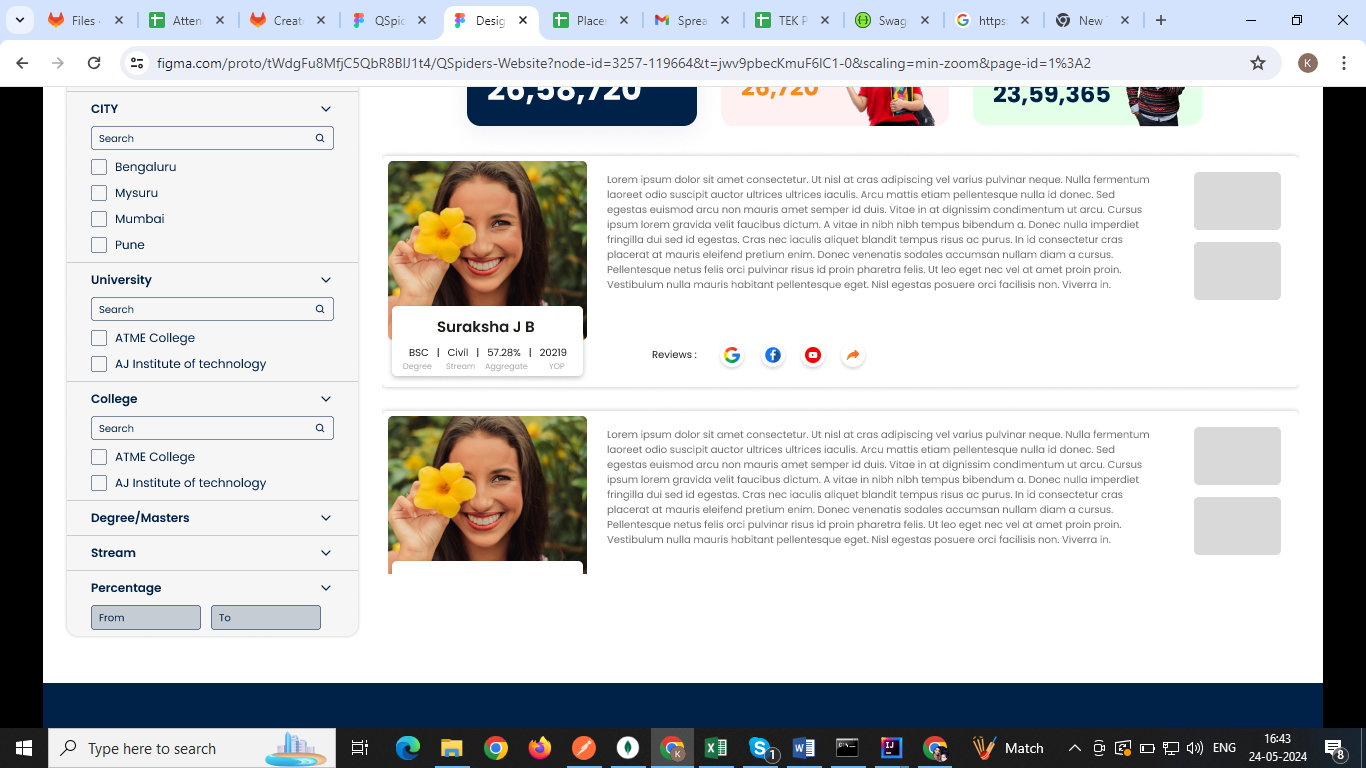 Files
Atten
Creat
QSpid
Desig
Placer
Sprea
TEK P
Swag
https:
New
figma.com/proto/tWdgFu8MfjC5QbR8BIJ1t4/QSpiders-Website?node-id=3257-119664&t=jwv9pbecKmuF6IC1-0&scaling=min-zoom&page-id=1%3A2
K
26,58,720
26,720
23,59,365
CITY
Search
Bengaluru
Mysuru
Mumbai
Pune
University
Search
ATME College
AJ Institute of technology
College
Search
ATME College
AJ Institute of technology
Degree/Masters
Stream
Percentage
From To
Lorem ipsum dolor sit amet consectetur. Ut nisl at cras adipiscing vel varius pulvinar neque. Nulla fermentum
laoreet odio suscipit auctor ultrices ultrices iaculis. Arcu mattis etiam pellentesque nulla id donec. Sed
egestas euismod arcu non mauris amet semper id duis. Vitae in at dignissim condimentum ut arcu. Cursus
ipsum lorem gravida velit faucibus dictum. A vitae in nibh nibh tempus bibendum a. Donec nulla imperdiet
fringilla dui sed id egestas. Cras nec iaculis aliquet blandit tempus risus ac purus. In id consectetur cras
placerat at mauris eleifend pretium enim. Donec venenatis sodales accumsan nullam diam a cursus.
Pellentesque netus felis orci pulvinar risus id proin pharetra felis. Ut leo eget nec vel at amet proin proin.
Vestibulum nulla mauris habitant pellentesque eget. Nisl egestas posuere orci facilisis non. Viverra in.
Suraksha J B
BSC | Civil | 57.28% | 20219
Degree Stream Aggregate YOP
Reviews :
Lorem ipsum dolor sit amet consectetur. Ut nisl at cras adipiscing vel varius pulvinar neque. Nulla fermentum
laoreet odio suscipit auctor ultrices ultrices iaculis. Arcu mattis etiam pellentesque nulla id donec. Sed
egestas euismod arcu non mauris amet semper id duis. Vitae in at dignissim condimentum ut arcu. Cursus
ipsum lorem gravida velit faucibus dictum. A vitae in nibh nibh tempus bibendum a. Donec nulla imperdiet
fringilla dui sed id egestas. Cras nec iaculis aliquet blandit tempus risus ac purus. In id consectetur cras
placerat at mauris eleifend pretium enim. Donec venenatis sodales accumsan nullam diam a cursus.
Pellentesque netus felis orci pulvinar risus id proin pharetra felis. Ut leo eget nec vel at amet proin proin.
Vestibulum nulla mauris habitant pellentesque eget. Nisl egestas posuere orci facilisis non. Viverra in.
Type here to search
Match
ENG
16:43
24-05-2024
8